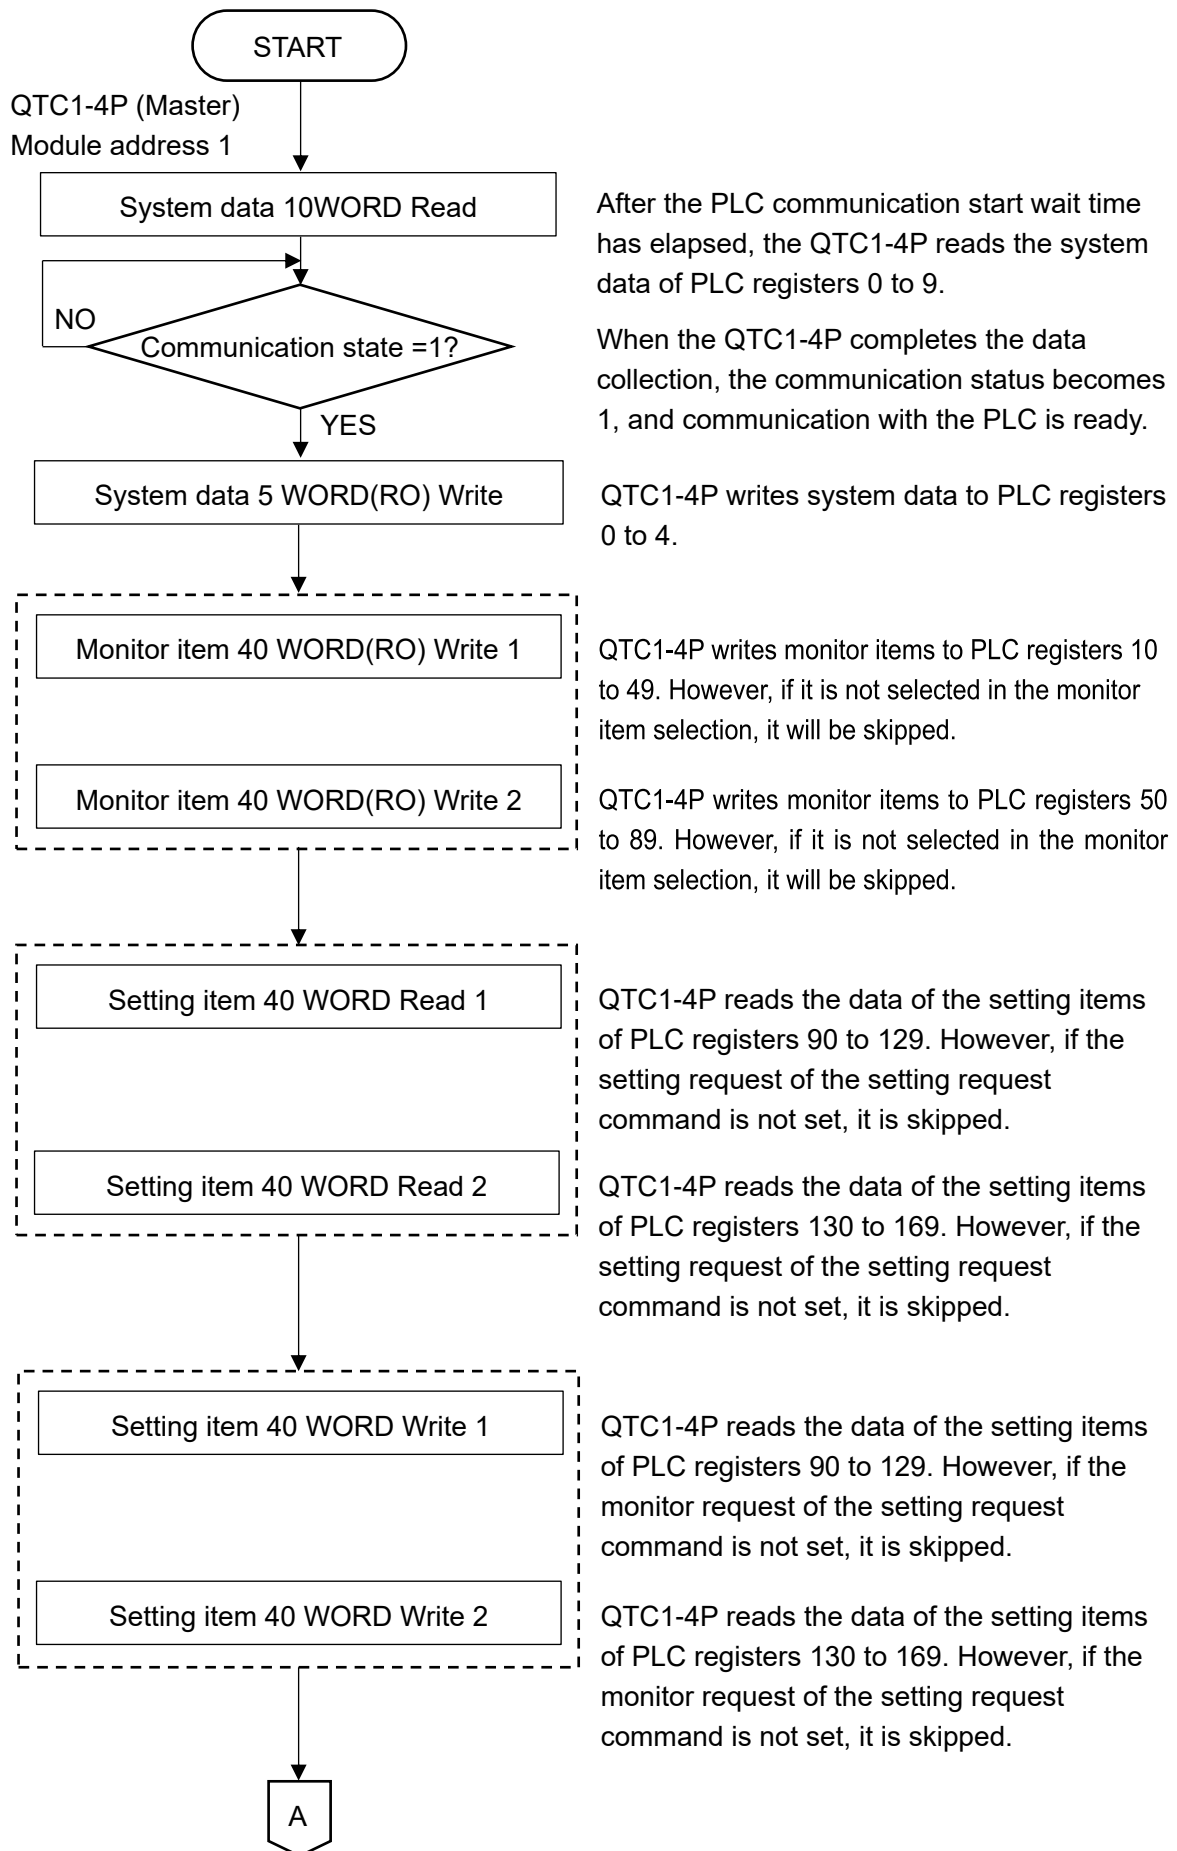 START
QTC1-4P (Master)
Module address 1
System data 10WORD Read
After the PLC communication start wait time
has elapsed, the QTC1-4P reads the system
data of PLC registers 0 to 9.
NO
Communication state =1?
When the QTC1-4P completes the data
collection, the communication status becomes
1, and communication with the PLC is ready.
YES
System data 5 WORD(RO) Write
QTC1-4P writes system data to PLC registers
0 to 4.
Monitor item 40 WORD(RO) Write 1
QTC1-4P writes monitor items to PLC registers 10
to 49. However, if it is not selected in the monitor
item selection, it will be skipped.
Monitor item 40 WORD(RO) Write 2
QTC1-4P writes monitor items to PLC registers 50
to 89. However, if it is not selected in the monitor
item selection, it will be skipped.
Setting item 40 WORD Read 1
QTC1-4P reads the data of the setting items
of PLC registers 90 to 129. However, if the
setting request of the setting request
command is not set, it is skipped.
Setting item 40 WORD Read 2
QTC1-4P reads the data of the setting items
of PLC registers 130 to 169. However, if the
setting request of the setting request
command is not set, it is skipped.
Setting item 40 WORD Write 1
QTC1-4P reads the data of the setting items
of PLC registers 90 to 129. However, if the
monitor request of the setting request
command is not set, it is skipped.
Setting item 40 WORD Write 2
QTC1-4P reads the data of the setting items
of PLC registers 130 to 169. However, if the
monitor request of the setting request
command is not set, it is skipped.
A